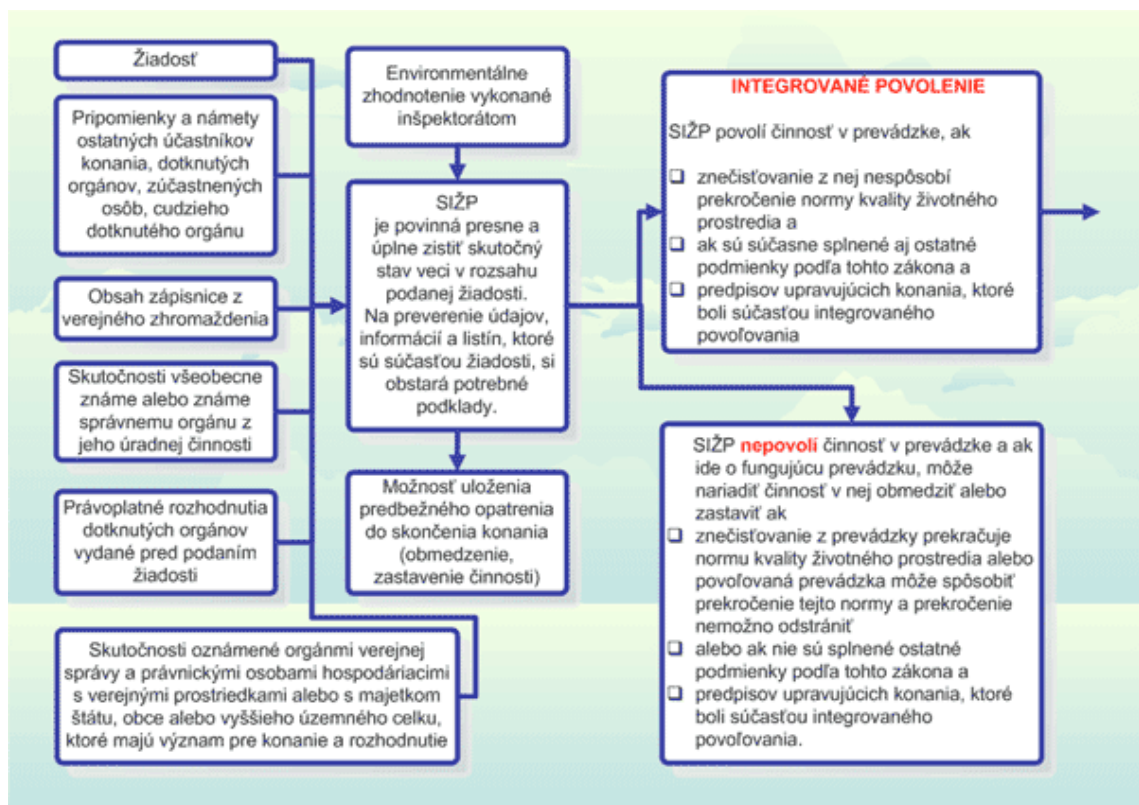 Žiadosť
Pripomienky a námety
ostatných účastníkov
konania, dotknutých
orgánov, zúčastnených
osôb, cudzieho
dotknutého orgánu
Obsah zápisnice z
verejného zhromaždenia
Skutočnosti všeobecne
známe alebo známe
správnemu orgánu z
jeho úradnej činnosti
Právoplatné rozhodnutia
dotknutých orgánov
vydané pred podaním
žiadosti
Skutočnosti oznámené orgánmi verejnej
správy a právnickými osobami hospodáriacimi
s verejnými prostriedkami alebo s majetkom
štátu, obce alebo vyššieho územného celku,
ktoré majú význam pre konanie a rozhodnutie
Environmentálne
zhodnotenie vykonané
inšpektorátom
SIŽP
je povinná presne a
úplne zistiť skutočný
stav veci v rozsahu
podanej žiadosti.
Na preverenie údajov,
informácií a listín, ktoré
sú súčasťou žiadosti, si
obstará potrebné
podklady.
Možnosť uloženia
predbežného opatrenia
do skončenia konania
(obmedzenie,
zastavenie činnosti)
INTEGROVANÉ POVOLENIE
SIŽP povolí činnosť v prevádzke, ak
❑ znečisťovanie z nej nespôsobí
prekročenie normy kvality životného
prostredia a
❑ ak sú súčasne splnené aj ostatné
podmienky podľa tohto zákona a
❑ predpisov upravujúcich konania, ktoré
boli súčasťou integrovaného
povoľovania
SIŽP nepovolí činnosť v prevádzke a ak
ide o fungujúcu prevádzku, môže
nariadiť činnosť v nej obmedziť alebo
zastaviť ak
❑ znečisťovanie z prevádzky prekračuje
normu kvality životného prostredia alebo
povoľovaná prevádzka môže spôsobiť
prekročenie tejto normy a prekročenie
nemožno odstrániť
❑ alebo ak nie sú splnené ostatné
podmienky podľa tohto zákona a
❑ predpisov upravujúcich konania, ktoré
boli súčasťou integrovaného
povoľovania.